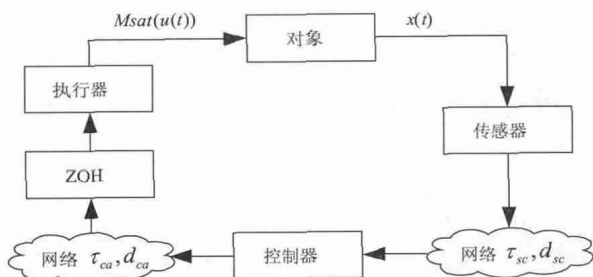 Msat(u(t))
对象
x(t)
执行器
传感器
ZOH
网络 τca,dca
控制器
网络 τsc,dsc